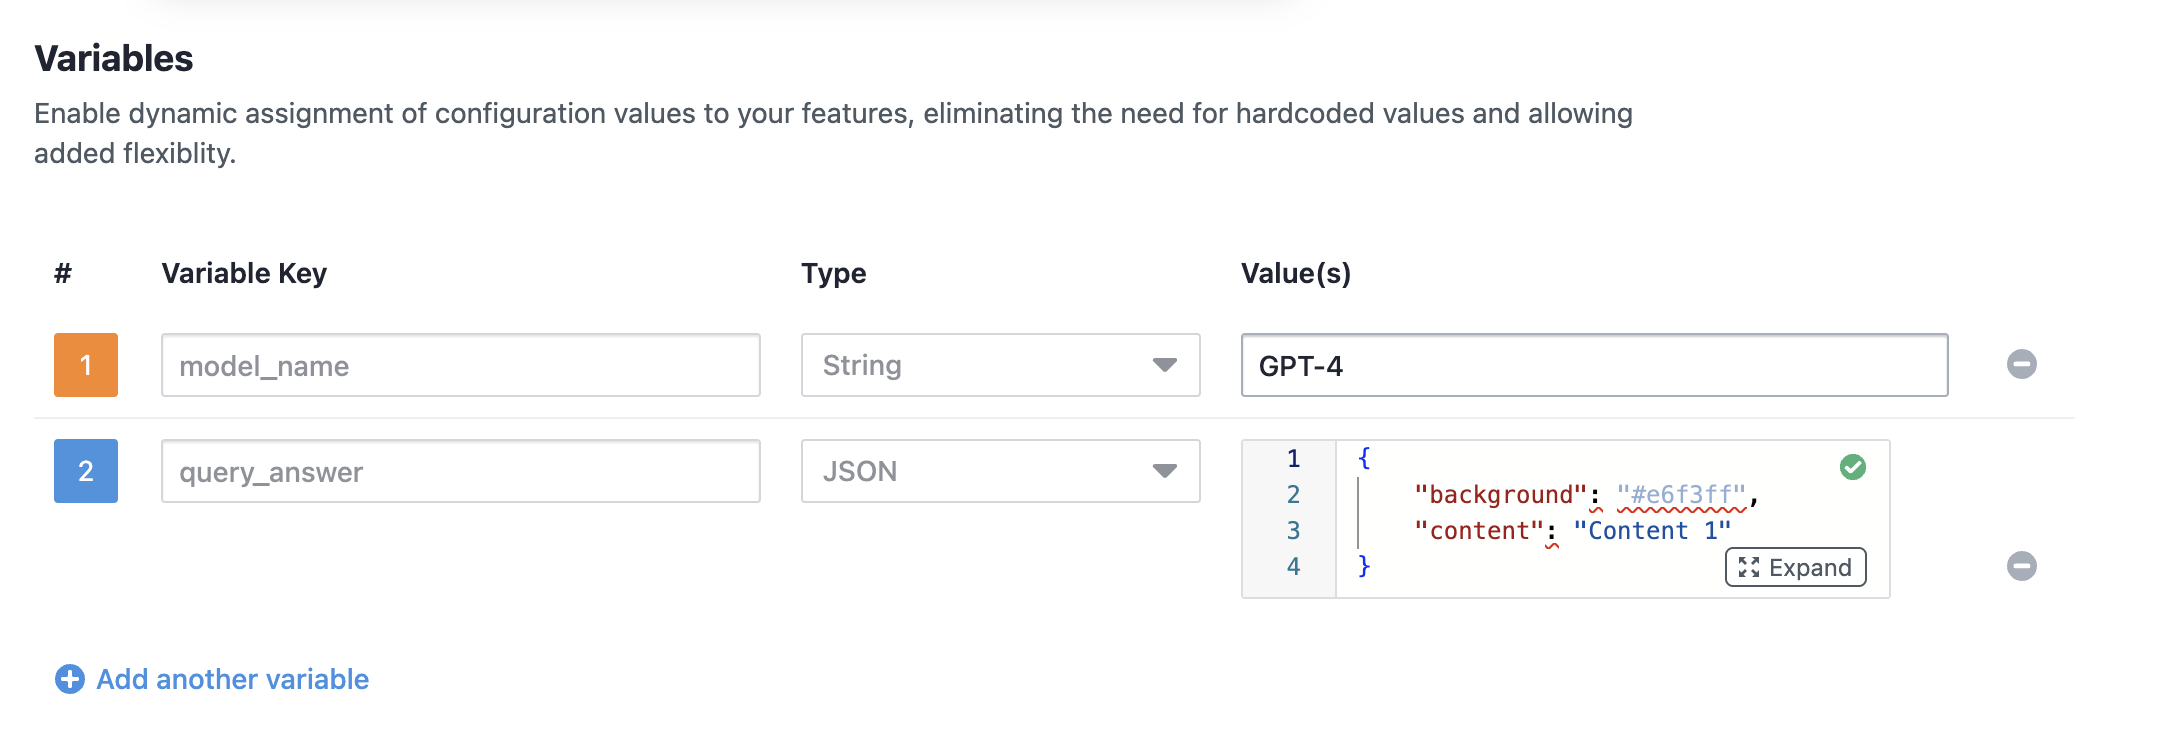 Variables
Enable dynamic assignment of configuration values to your features, eliminating the need for hardcoded values and allowing
added flexiblity.
# Variable Key Type Value(s)
1 model_name String GPT-4
2 query_answer JSON
1 {
2 "background": "#e6f3ff",
3 "content": "Content 1"
4 }
Expand
Add another variable